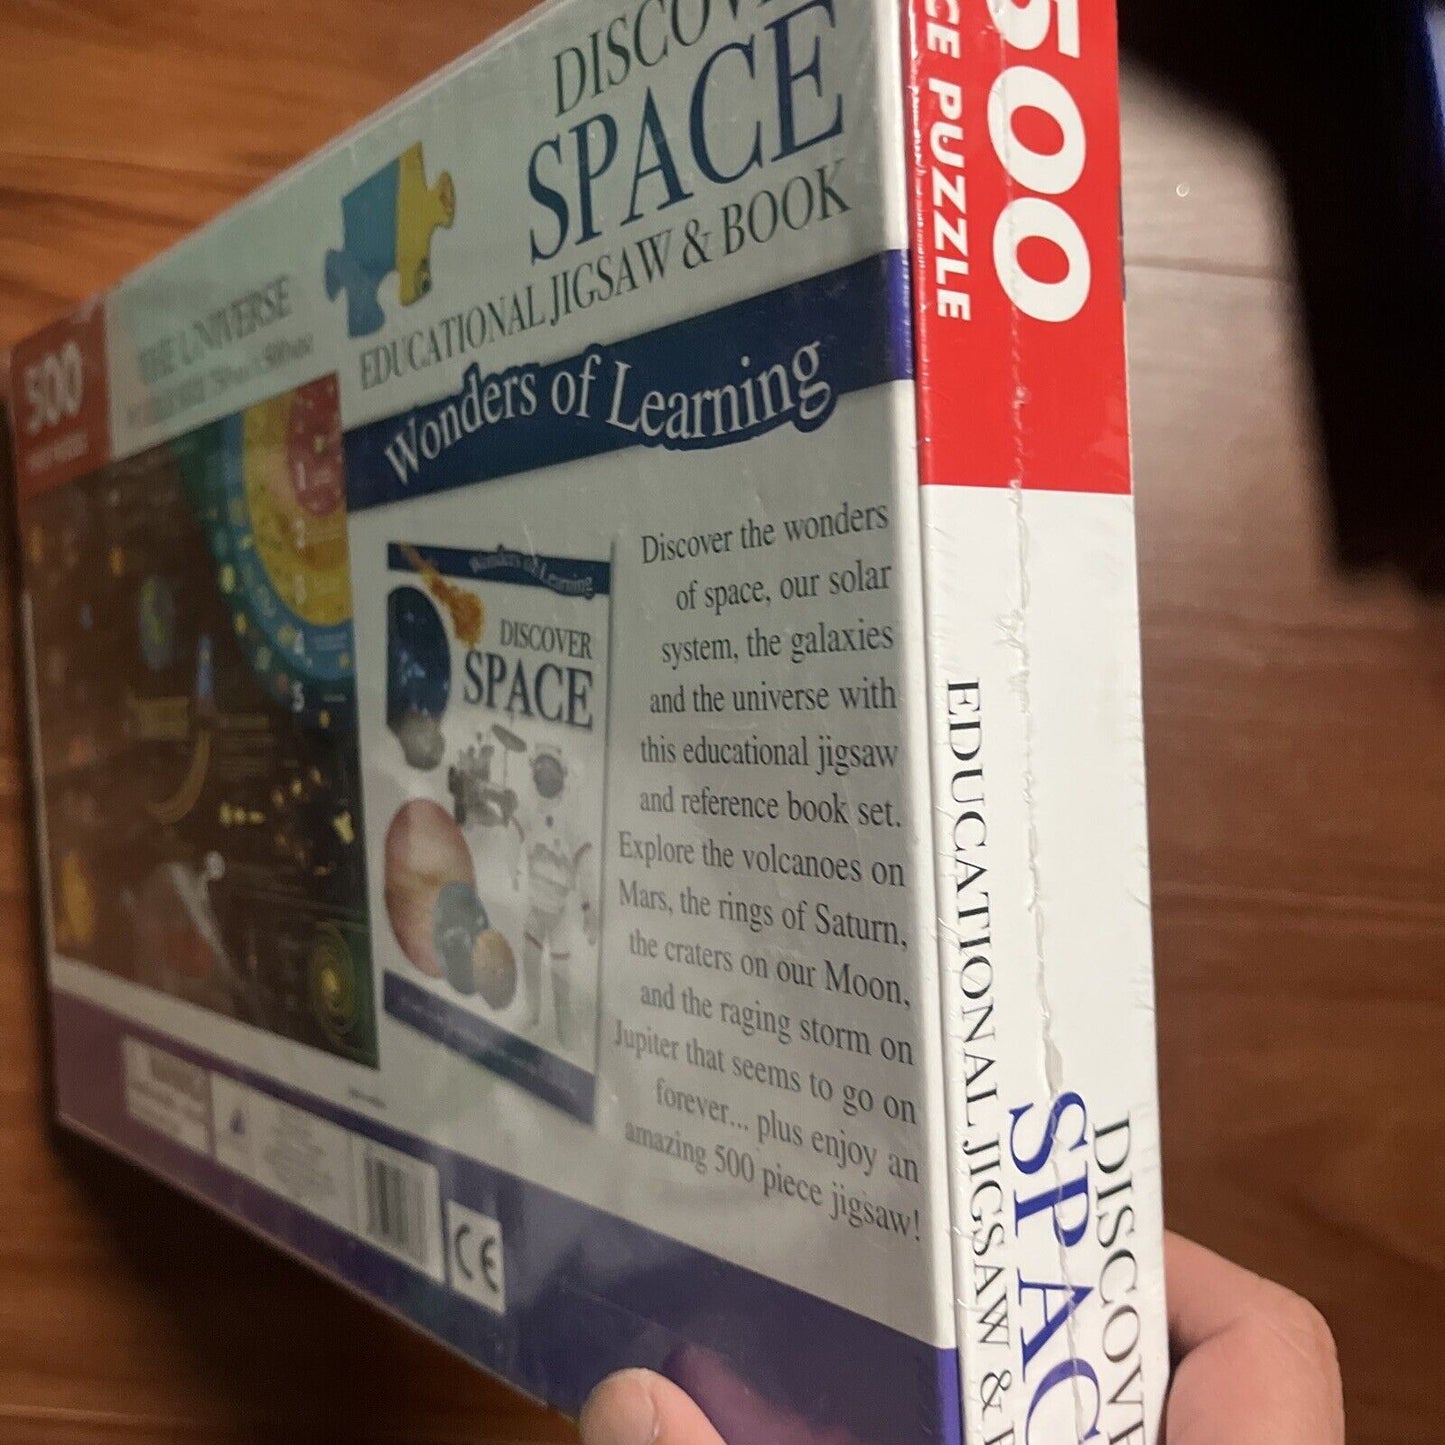 DISCOV
SPACE
EDUCATIONAL JIGSAW & BOOK
Wonders of Learning
500
THE UNIVERSE
Wonders of Learning
DISCOVER
SPACE
Discover the wonders
of space, our solar
system, the galaxies
and the universe with
this educational jigsaw
and reference book set.
Explore the volcanoes on
Mars, the rings of Saturn,
the craters on our Moon,
and the raging storm on
Jupiter that seems to go on
forever... plus enjoy an
amazing 500 piece jigsaw!
CE
500
CE PUZZLE
DISCOVE
SPAC
EDUCATIONAL JIGSAW &